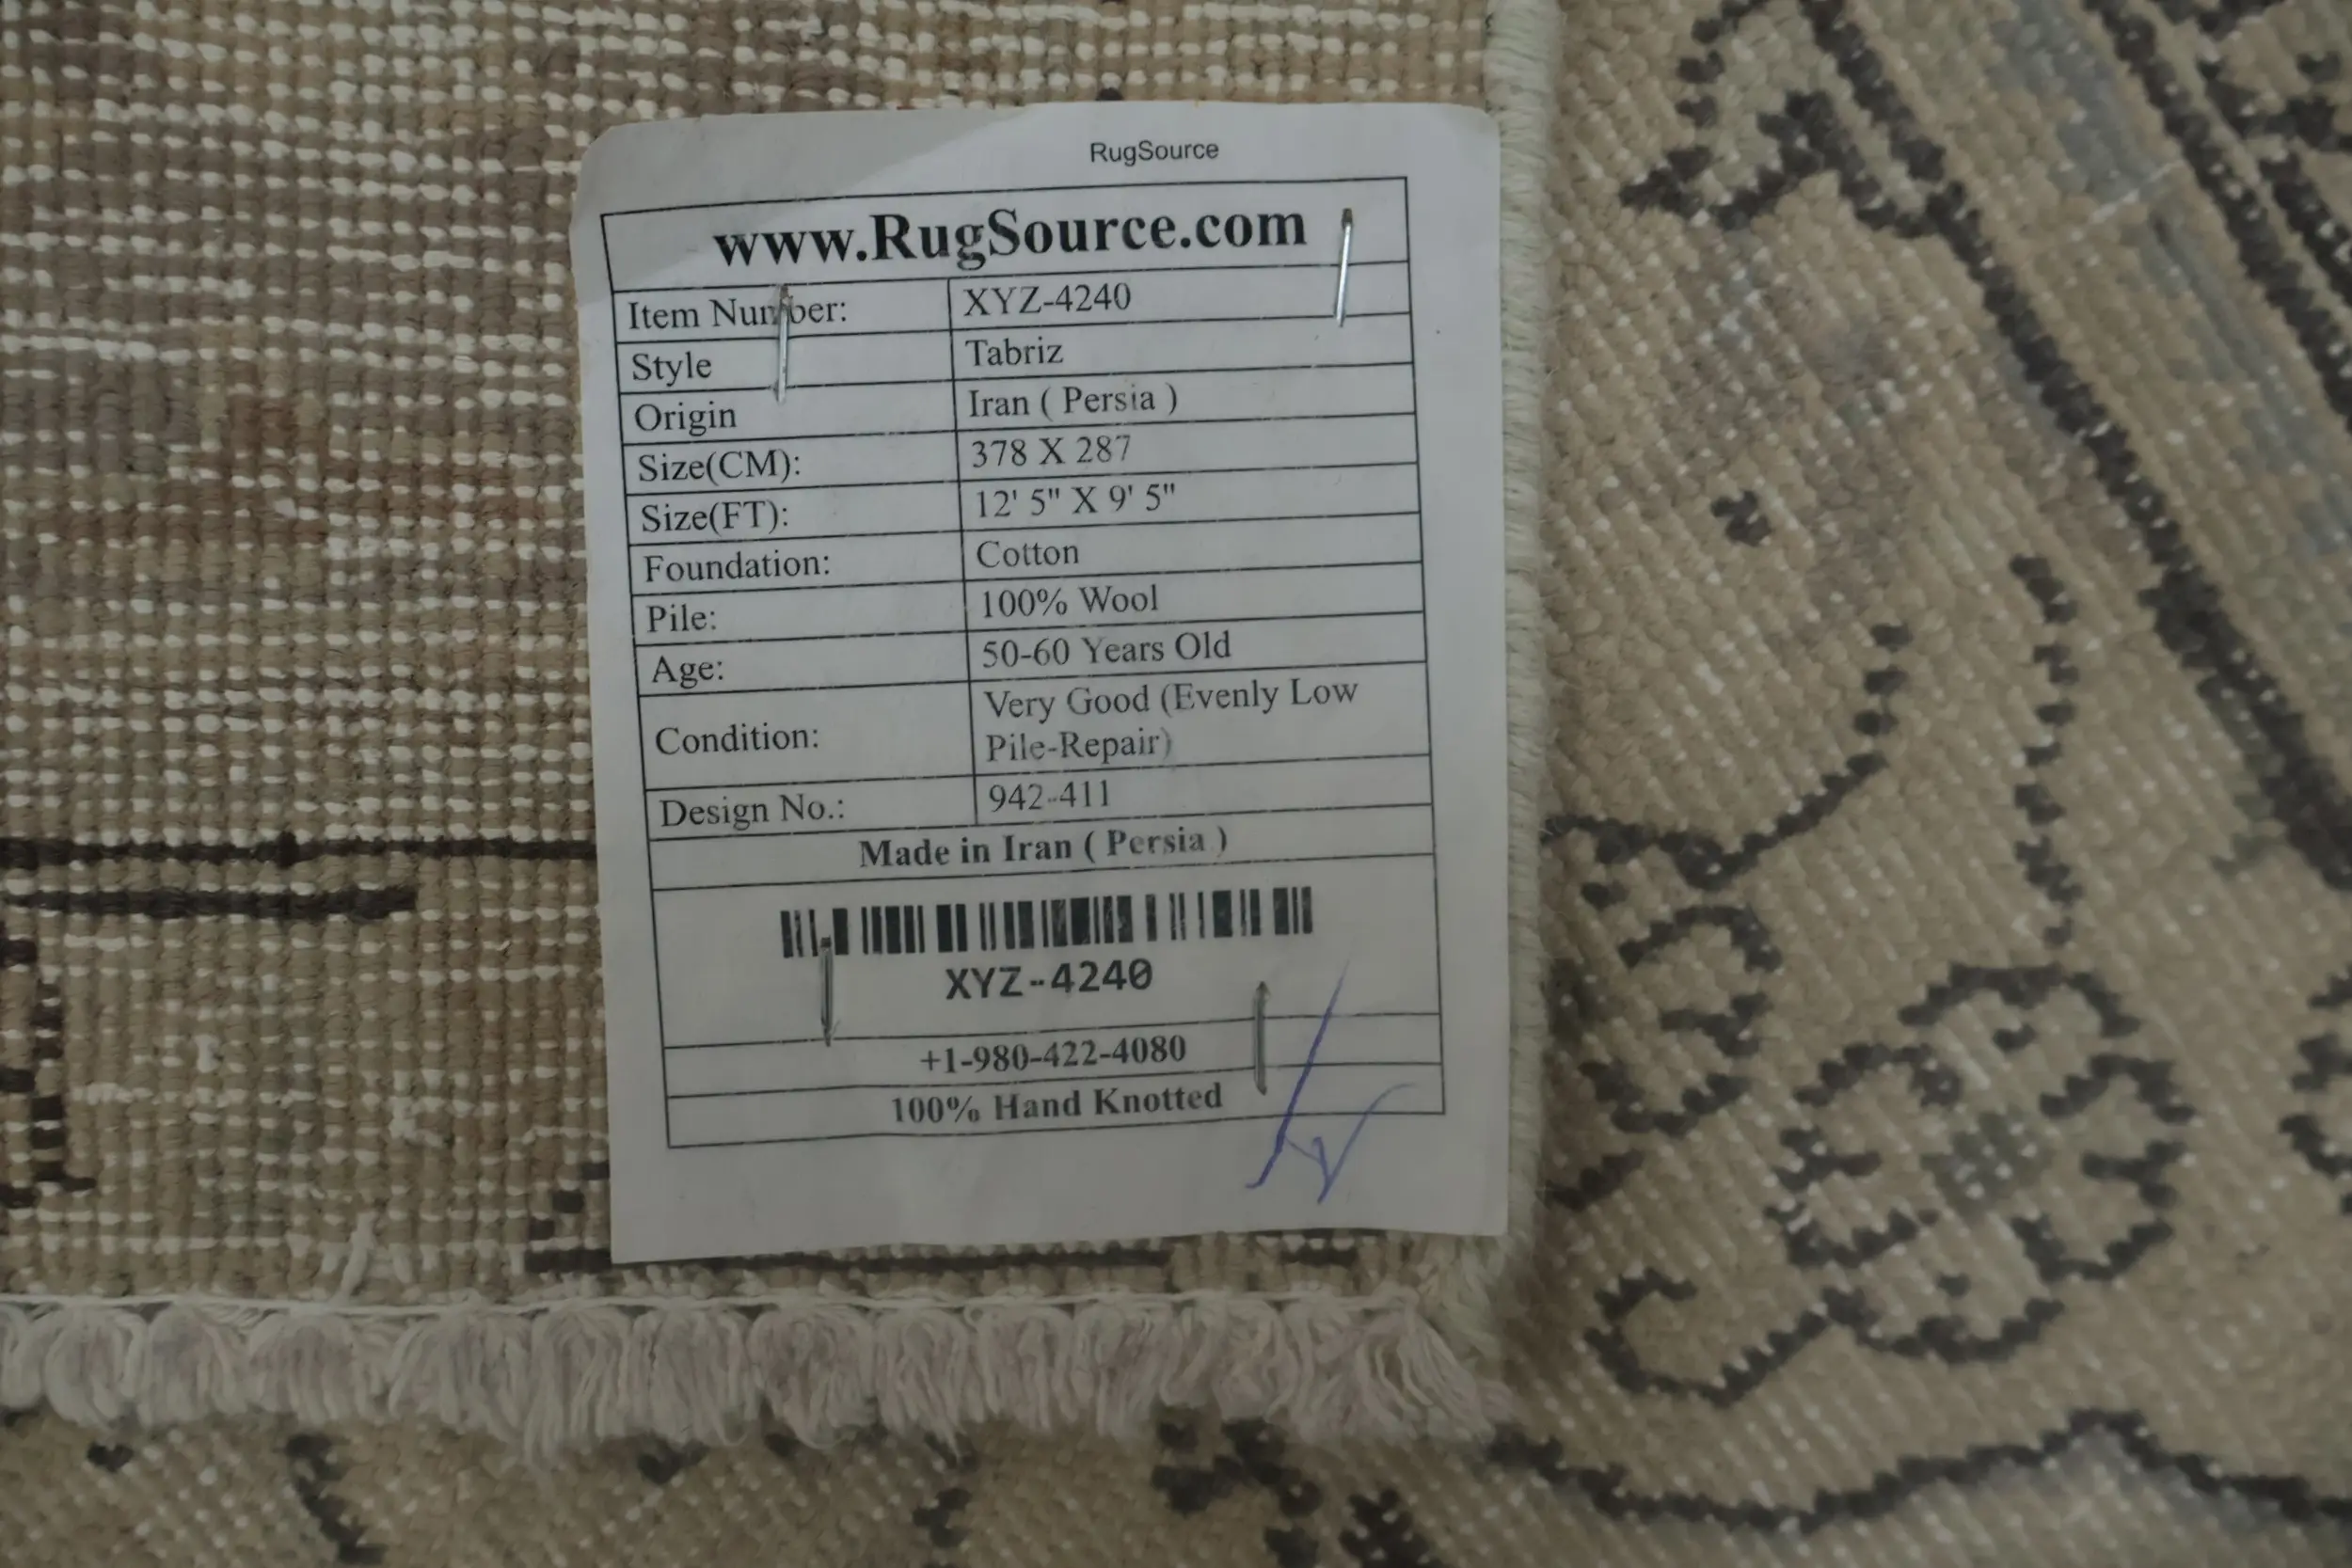 RugSource
www.RugSource.com
Item Number: XYZ-4240
Style Tabriz
Origin Iran ( Persia )
Size(CM): 378 X 287
Size(FT): 12' 5" X 9' 5"
Foundation: Cotton
Pile: 100% Wool
Age: 50-60 Years Old
Condition: Very Good (Evenly Low
Pile-Repair)
Design No.: 942-411
Made in Iran ( Persia )
XYZ-4240
+1-980-422-4080
100% Hand Knotted